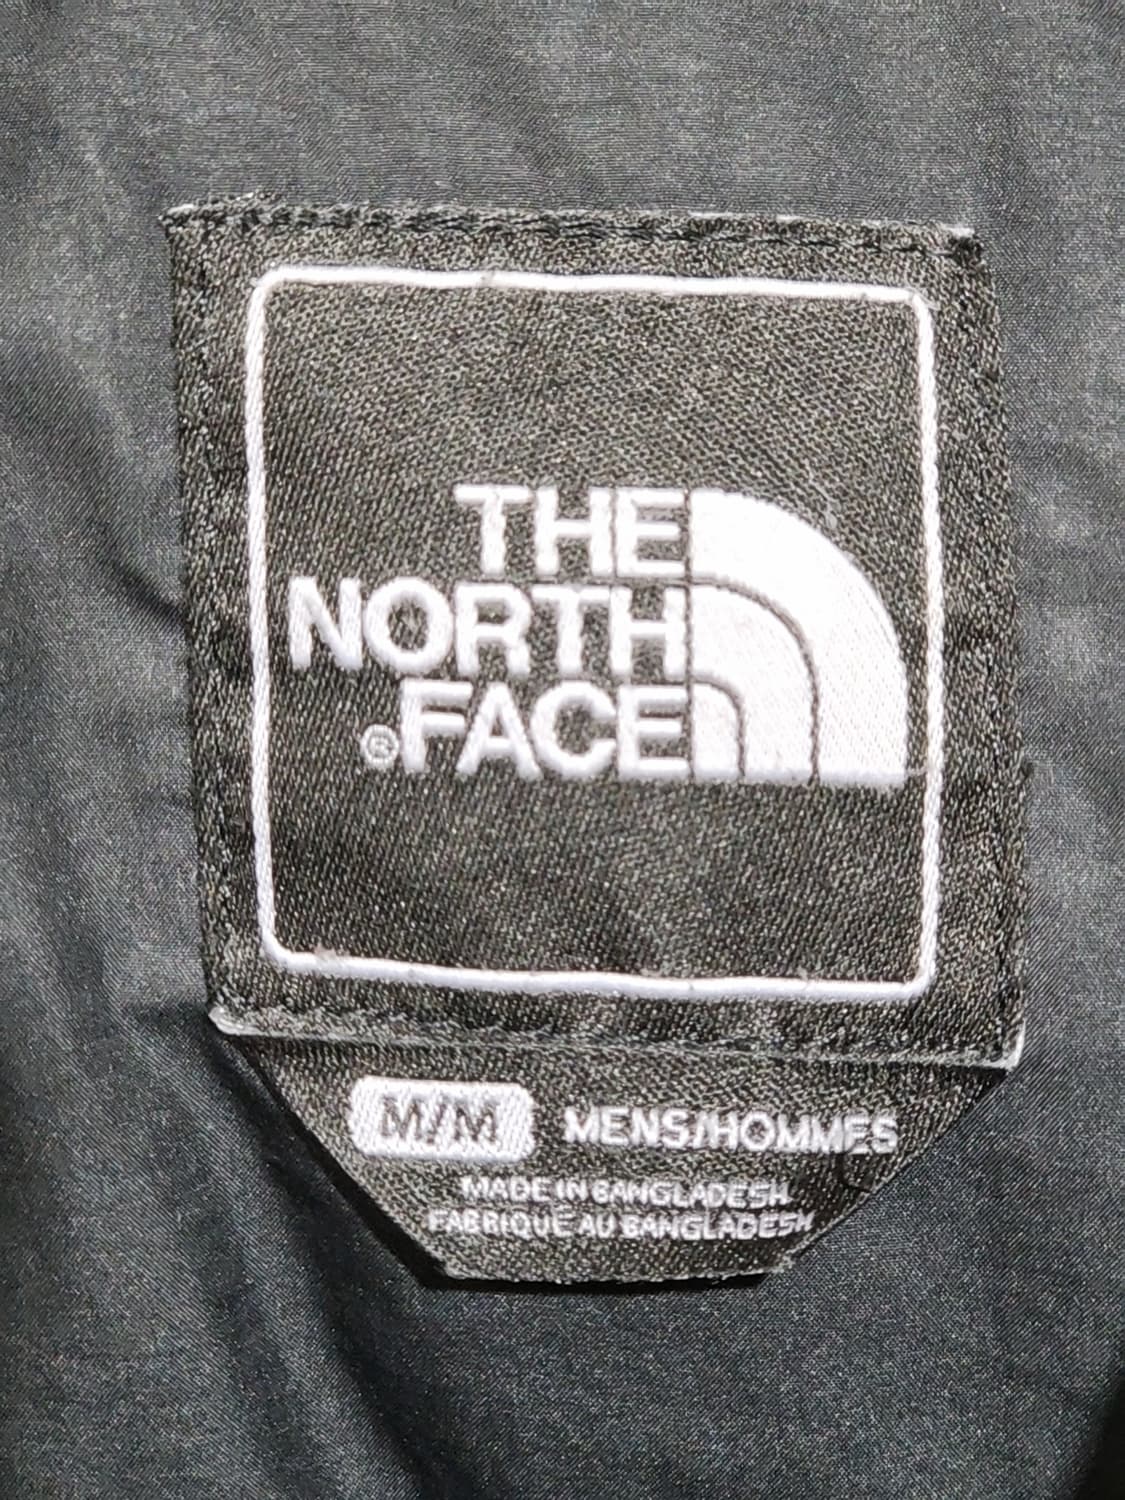 THE
NORTH
®FACE
M/M MENS/HOMMES
MADE IN BANGLADESH
FABRIQUÉ AU BANGLADESH